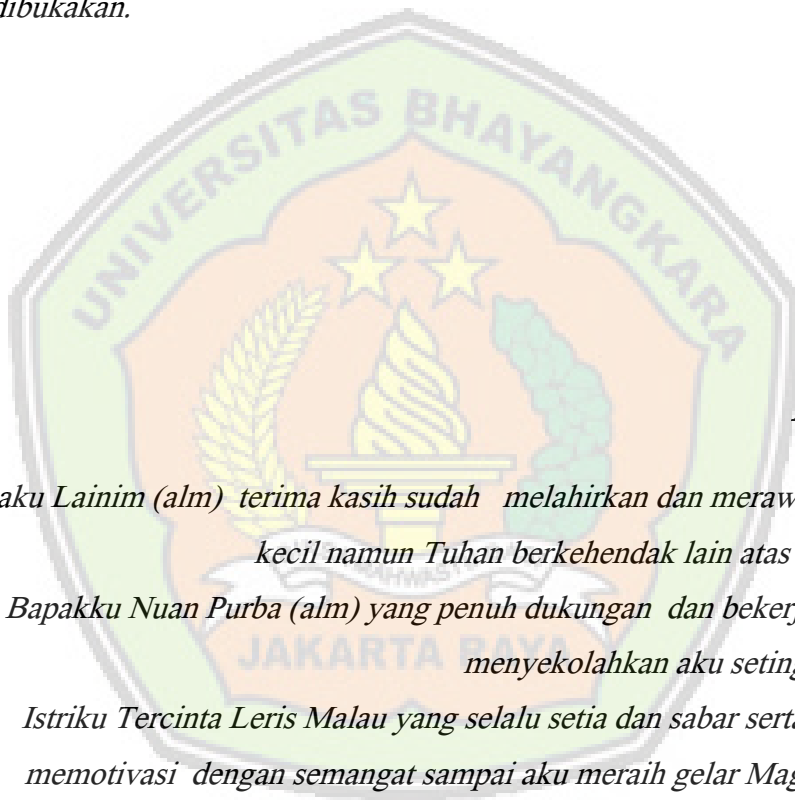 dibukakan.
UNIVERSITAS BHAYANGKARA
aku Lainim (alm) terima kasih sudah melahirkan dan meraw
kecil namun Tuhan berkehendak lain atas
Bapakku Nuan Purba (alm) yang penuh dukungan dan bekerj
JAKARTA RAYA
menyekolahkan aku seting
Istriku Tercinta Leris Malau yang selalu setia dan sabar serta
memotivasi dengan semangat sampai aku meraih gelar Mag